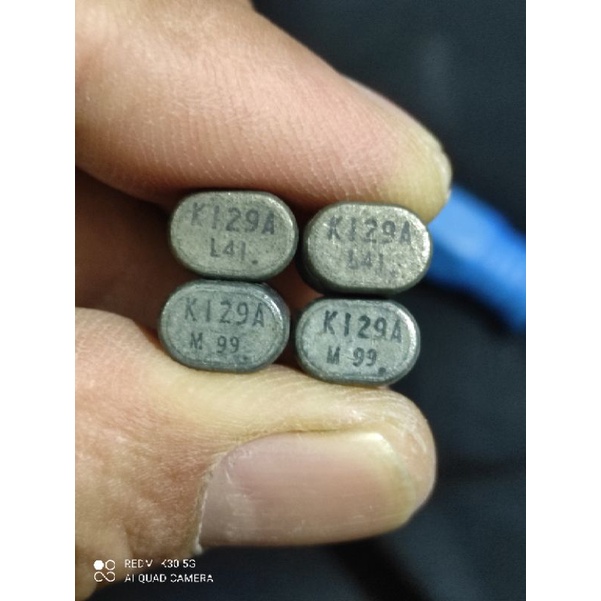 K129A
L41.
K129A
L41.
K129A
M 99.
K129A
M 99.
REDMI K30 5G
AI QUAD CAMERA